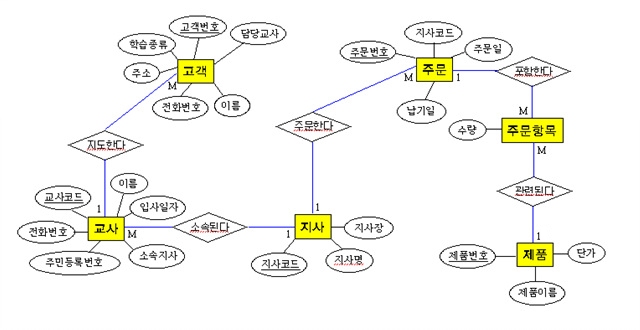 지사코드
고객번호
담당교사
학습종류
주문번호
주문일
고객
주문
주소
M
M
1
포함한다
전화번호
이름
납기일
M
주문한다
수량
주문항목
지도한다
M
이름
교사코드
관련된다
1
입사일자
1
지사장
전화번호
교사
소속된다
지사
M
1
1
제품번호
제품
단가
주민등록번호
소속지사
지사코드
지사명
제품이름